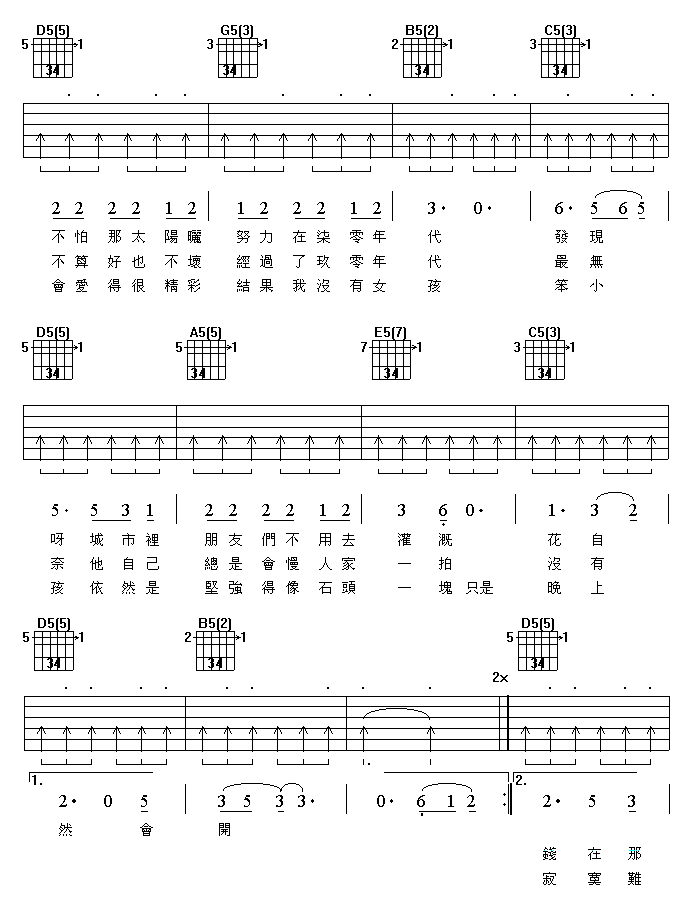 D5(5) G5(3) B5(2) C5(3)
5 1 3 1 2 1 3 1
34 34 34 34
2 2 2 2 1 2 1 2 2 2 1 2 3· 0· 6· 5 6 5
不怕那太陽曬 努力在柒零年 代 發現
不算好也不壞 經過了玖零年 代 最無
會愛得很精彩 結果我沒有女 孩 笨小
D5(5) A5(5) E5(7) C5(3)
5 1 5 1 7 1 3 1
34 34 34 34
5· 5 3 1 2 2 2 2 1 2 3 6 0· 1· 3 2
呀 城市裡 朋友們不用去 灌溉 花自
奈 他自己 總是會慢人家 一拍 沒有
孩 依然是 堅強得像石頭 一塊 只是 晚上
D5(5) B5(2) D5(5)
5 1 2 1 5 1
34 34 34
2x
1. 2.
2· 0 5 3 5 3 3· 0· 6 1 2 2· 5 3
然 會 開
錢 在 那
寂 寞 難